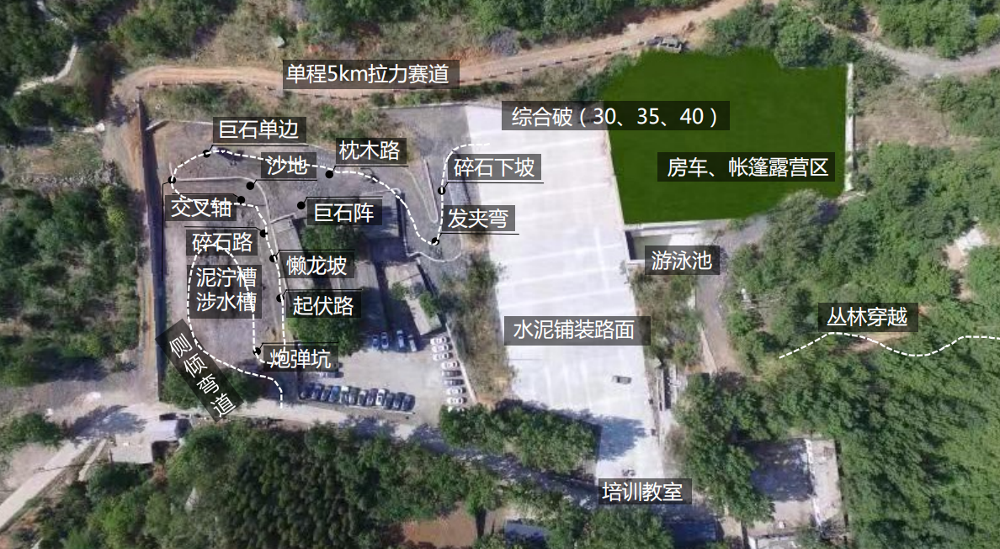 单程5km拉力赛道
综合破（30、35、40）
巨石单边
枕木路
沙地
碎石下坡
房车、帐篷露营区
交叉轴
巨石阵
发夹弯
碎石路
懒龙坡
游泳池
泥泞槽
涉水槽
起伏路
丛林穿越
水泥铺装路面
侧倾弯道
炮弹坑
培训教室